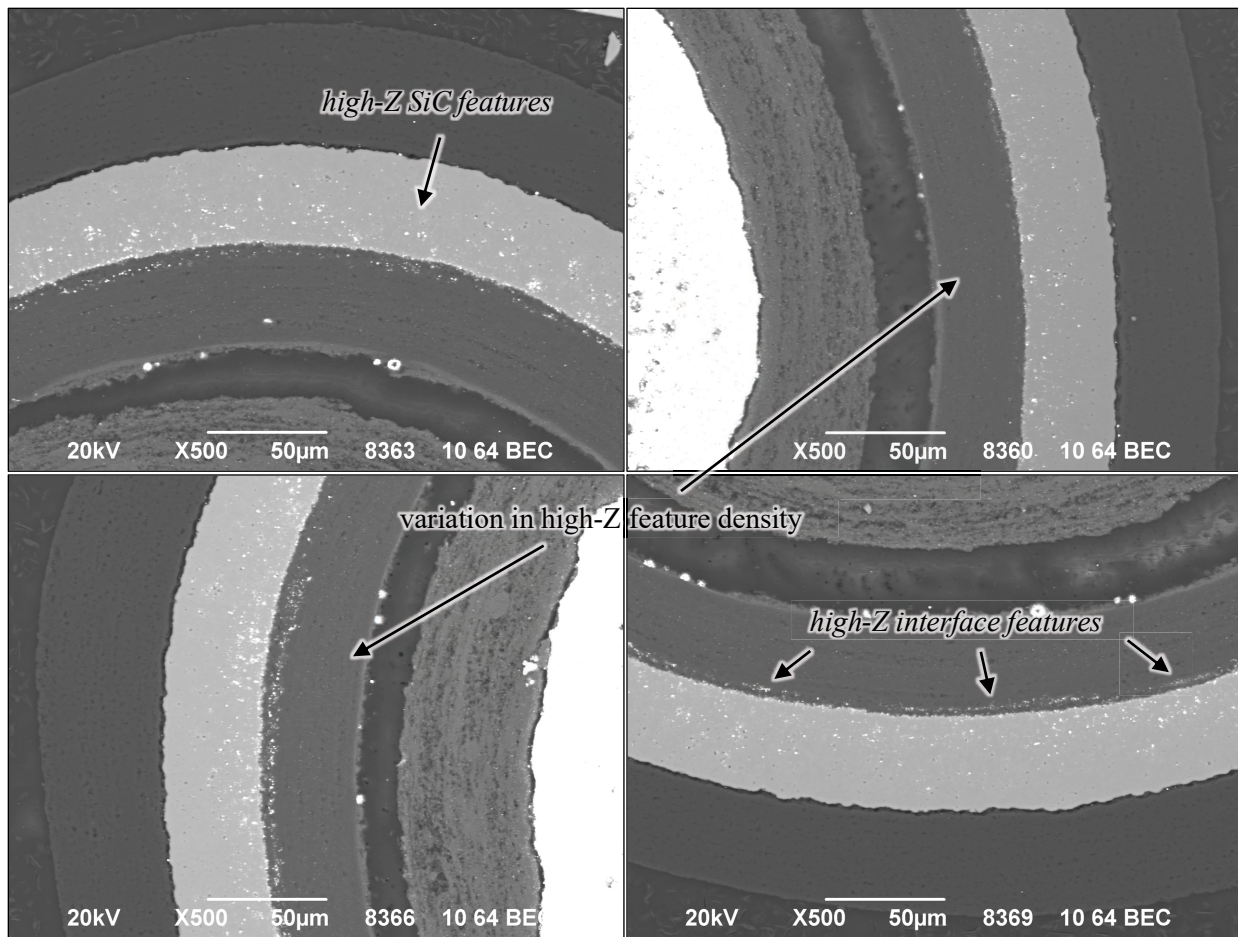 high-Z SiC features
20kV X500 50µm 8363 10 64 BEC
X500 50µm 8360 10 64 BEC
variation in high-Z feature density
high-Z interface features
20kV X500 50µm 8366 10 64 BEC
20kV X500 50µm 8369 10 64 BEC